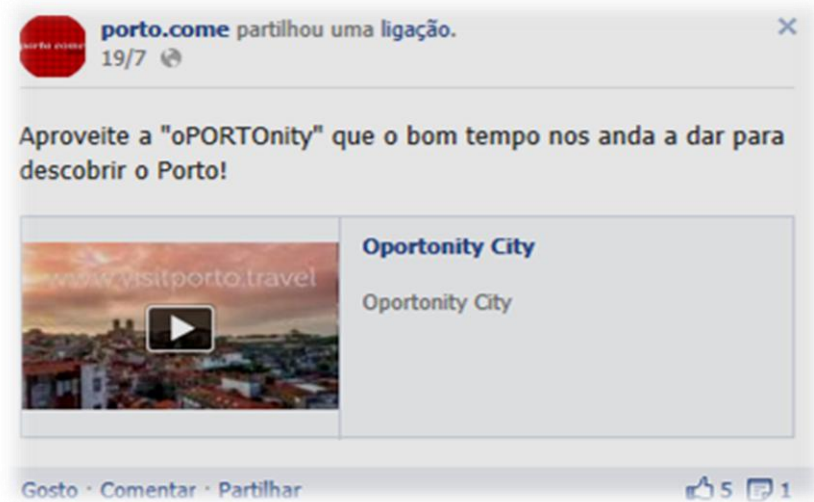 porto.come partilhou uma ligação.
porto come
19/7
Aproveite a "oPORTOnity" que o bom tempo nos anda a dar para
descobrir o Porto!
www.visitporto.travel
Oportonity City
Oportonity City
Gosto · Comentar · Partilhar
5 1